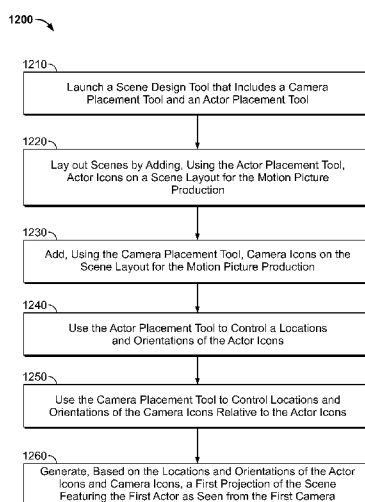 1200
1210
Launch a Scene Design Tool that Includes a Camera
Placement Tool and an Actor Placement Tool
1220
Lay out Scenes by Adding, Using the Actor Placement Tool,
Actor Icons on a Scene Layout for the Motion Picture
Production
1230
Add, Using the Camera Placement Tool, Camera Icons on the
Scene Layout for the Motion Picture Production
1240
Use the Actor Placement Tool to Control a Locations
and Orientations of the Actor Icons
1250
Use the Camera Placement Tool to Control Locations and
Orientations of the Camera Icons Relative to the Actor Icons
1260
Generate, Based on the Locations and Orientations of the Actor
Icons and Camera Icons, a First Projection of the Scene
Featuring the First Actor as Seen from the First Camera